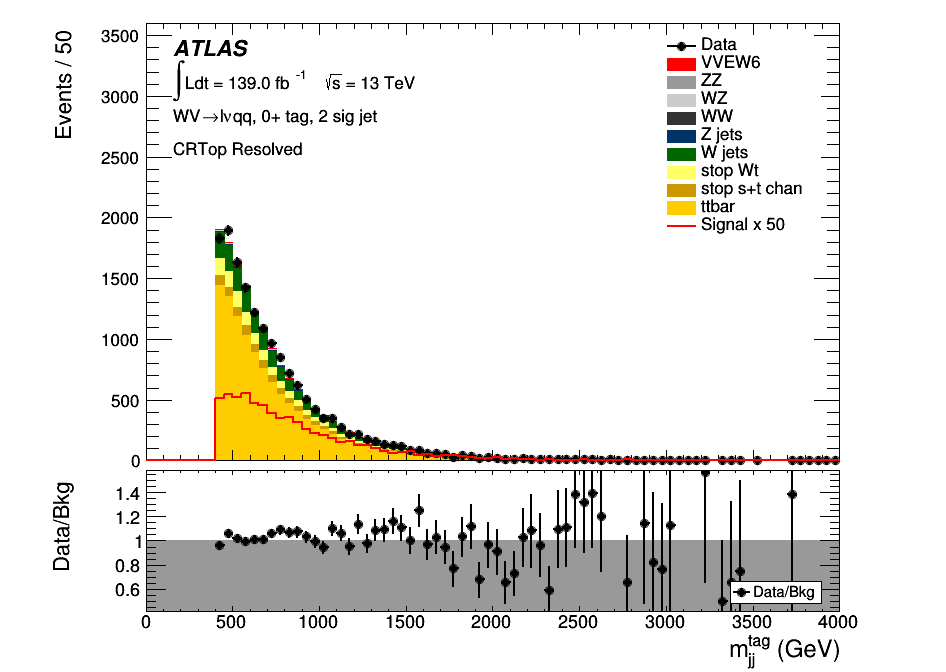 Events / 50
3500
3000
2500
2000
1500
1000
500
0
ATLAS
∫Ldt = 139.0 fb⁻¹ √s = 13 TeV
WV→lνqq, 0+ tag, 2 sig jet
CRTop Resolved
Data
VVEW6
ZZ
WZ
WW
Z jets
W jets
stop Wt
stop s+t chan
ttbar
Signal x 50
Data/Bkg
1.4
1.2
1
0.8
0.6
Data/Bkg
0 500 1000 1500 2000 2500 3000 3500 4000
m_jj^tag (GeV)